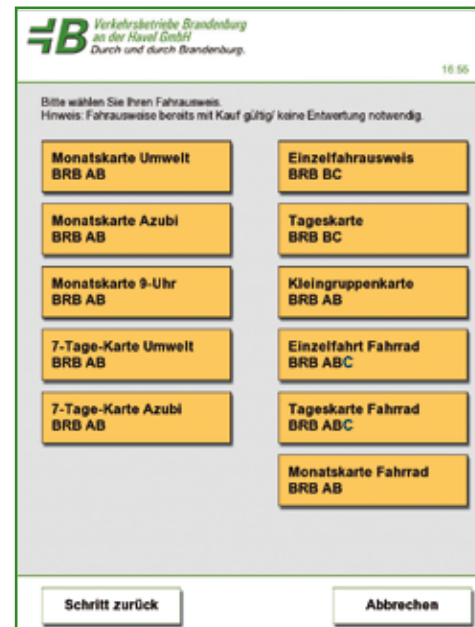 HB
Verkehrsbetriebe Brandenburg
an der Havel GmbH
Durch und durch Brandenburg.
16:55
Bitte wählen Sie Ihren Fahrausweis.
Hinweis: Fahrausweise bereits mit Kauf gültig/ keine Entwertung notwendig.
Monatskarte Umwelt
BRB AB
Monatskarte Azubi
BRB AB
Monatskarte 9-Uhr
BRB AB
7-Tage-Karte Umwelt
BRB AB
7-Tage-Karte Azubi
BRB AB
Einzelfahrausweis
BRB BC
Tageskarte
BRB BC
Kleingruppenkarte
BRB AB
Einzelfahrt Fahrrad
BRB ABC
Tageskarte Fahrrad
BRB ABC
Monatskarte Fahrrad
BRB AB
Schritt zurück
Abbrechen